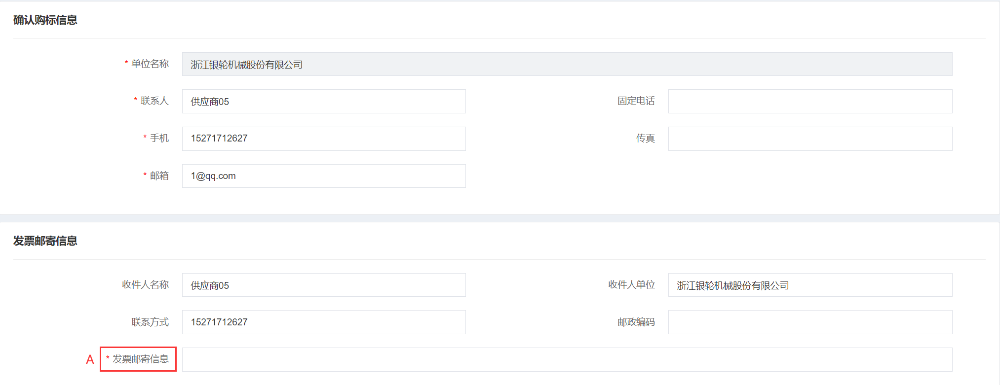 确认购标信息
* 单位名称 浙江银轮机械股份有限公司
* 联系人 供应商05 固定电话
* 手机 15271712627 传真
* 邮箱 1@qq.com
发票邮寄信息
收件人名称 供应商05 收件人单位 浙江银轮机械股份有限公司
联系方式 15271712627 邮政编码
A * 发票邮寄信息